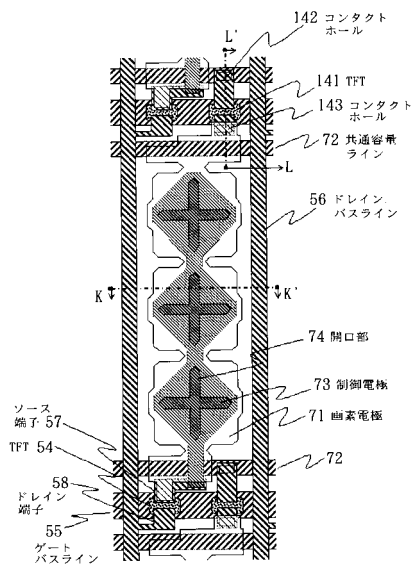 142 コンタクト
ホール
L'
141 TFT
143 コンタクト
ホール
72 共通容量
ライン
L
56 ドレイン
バスライン
K
K'
74 開口部
73 制御電極
71 画素電極
ソース
端子 57
TFT 54
72
58
ドレイン
端子
55
ゲート
バスライン